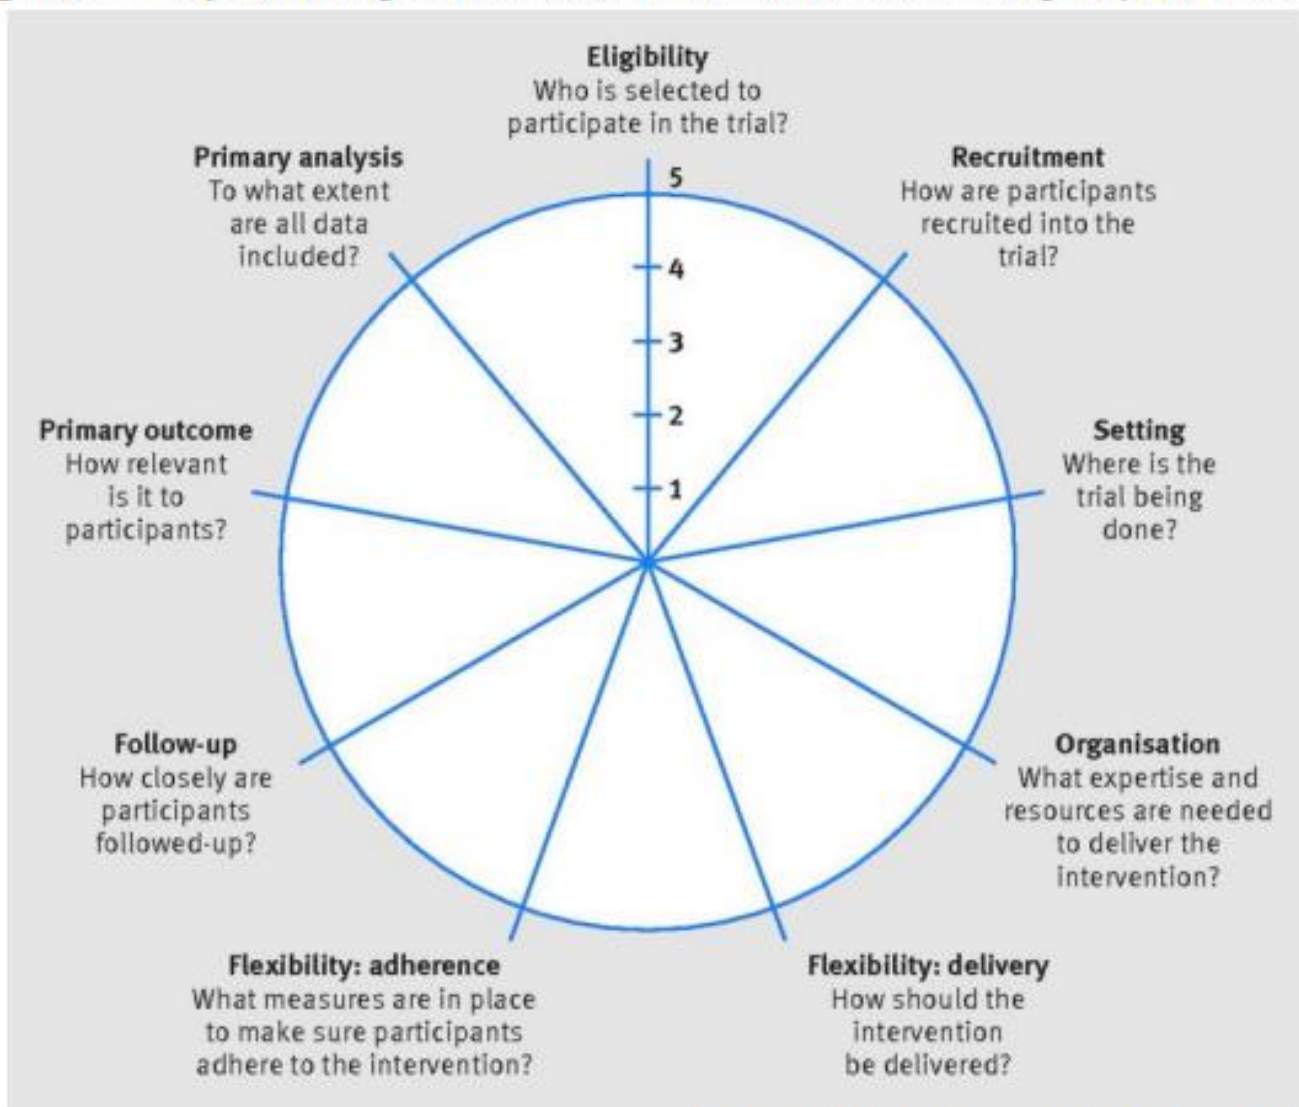 Eligibility
Who is selected to
participate in the trial?
Primary analysis
To what extent
are all data
included?
Recruitment
How are participants
recruited into the
trial?
5
4
3
2
1
Primary outcome
How relevant
is it to
participants?
Setting
Where is the
trial being
done?
Follow-up
How closely are
participants
followed-up?
Organisation
What expertise and
resources are needed
to deliver the
intervention?
Flexibility: adherence
What measures are in place
to make sure participants
adhere to the intervention?
Flexibility: delivery
How should the
intervention
be delivered?